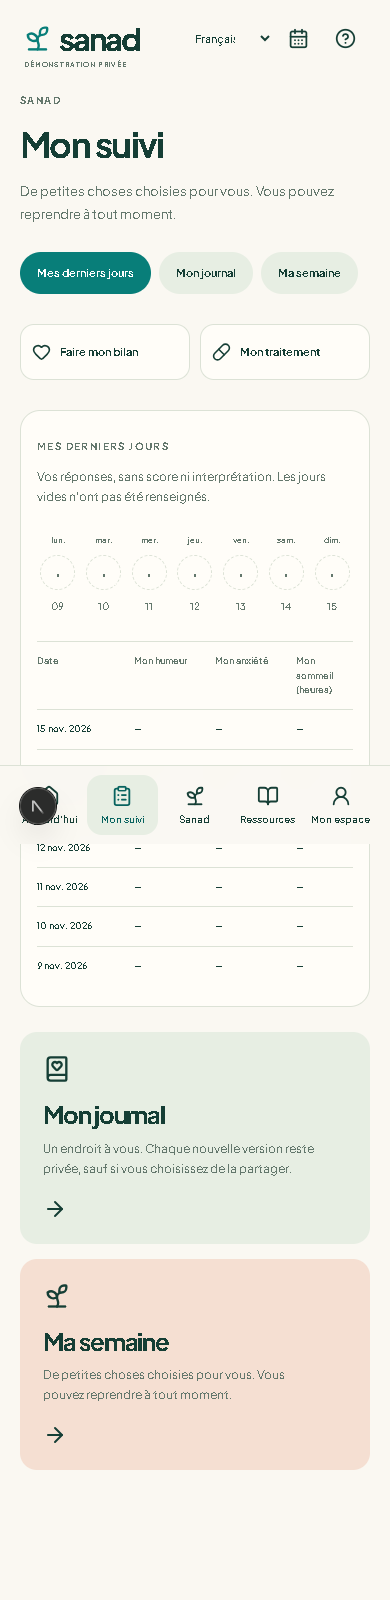 sanad
Français
DÉMONSTRATION PRIVÉE
SANAD
Mon suivi
De petites choses choisies pour vous. Vous pouvez
reprendre à tout moment.
Mes derniers jours
Mon journal
Ma semaine
Faire mon bilan
Mon traitement
MES DERNIERS JOURS
Vos réponses, sans score ni interprétation. Les jours
vides n'ont pas été renseignés.
lun. mar. mer. jeu. ven. sam. dim.
· · · · · · ·
09 10 11 12 13 14 15
Date Mon humeur Mon anxiété Mon
sommeil
(heures)
15 nov. 2026 – – –
Mon suivi Sanad Ressources Mon espace
12 nov. 2026 – – –
11 nov. 2026 – – –
10 nov. 2026 – – –
9 nov. 2026 – – –
Mon journal
Un endroit à vous. Chaque nouvelle version reste
privée, sauf si vous choisissez de la partager.
Ma semaine
De petites choses choisies pour vous. Vous
pouvez reprendre à tout moment.